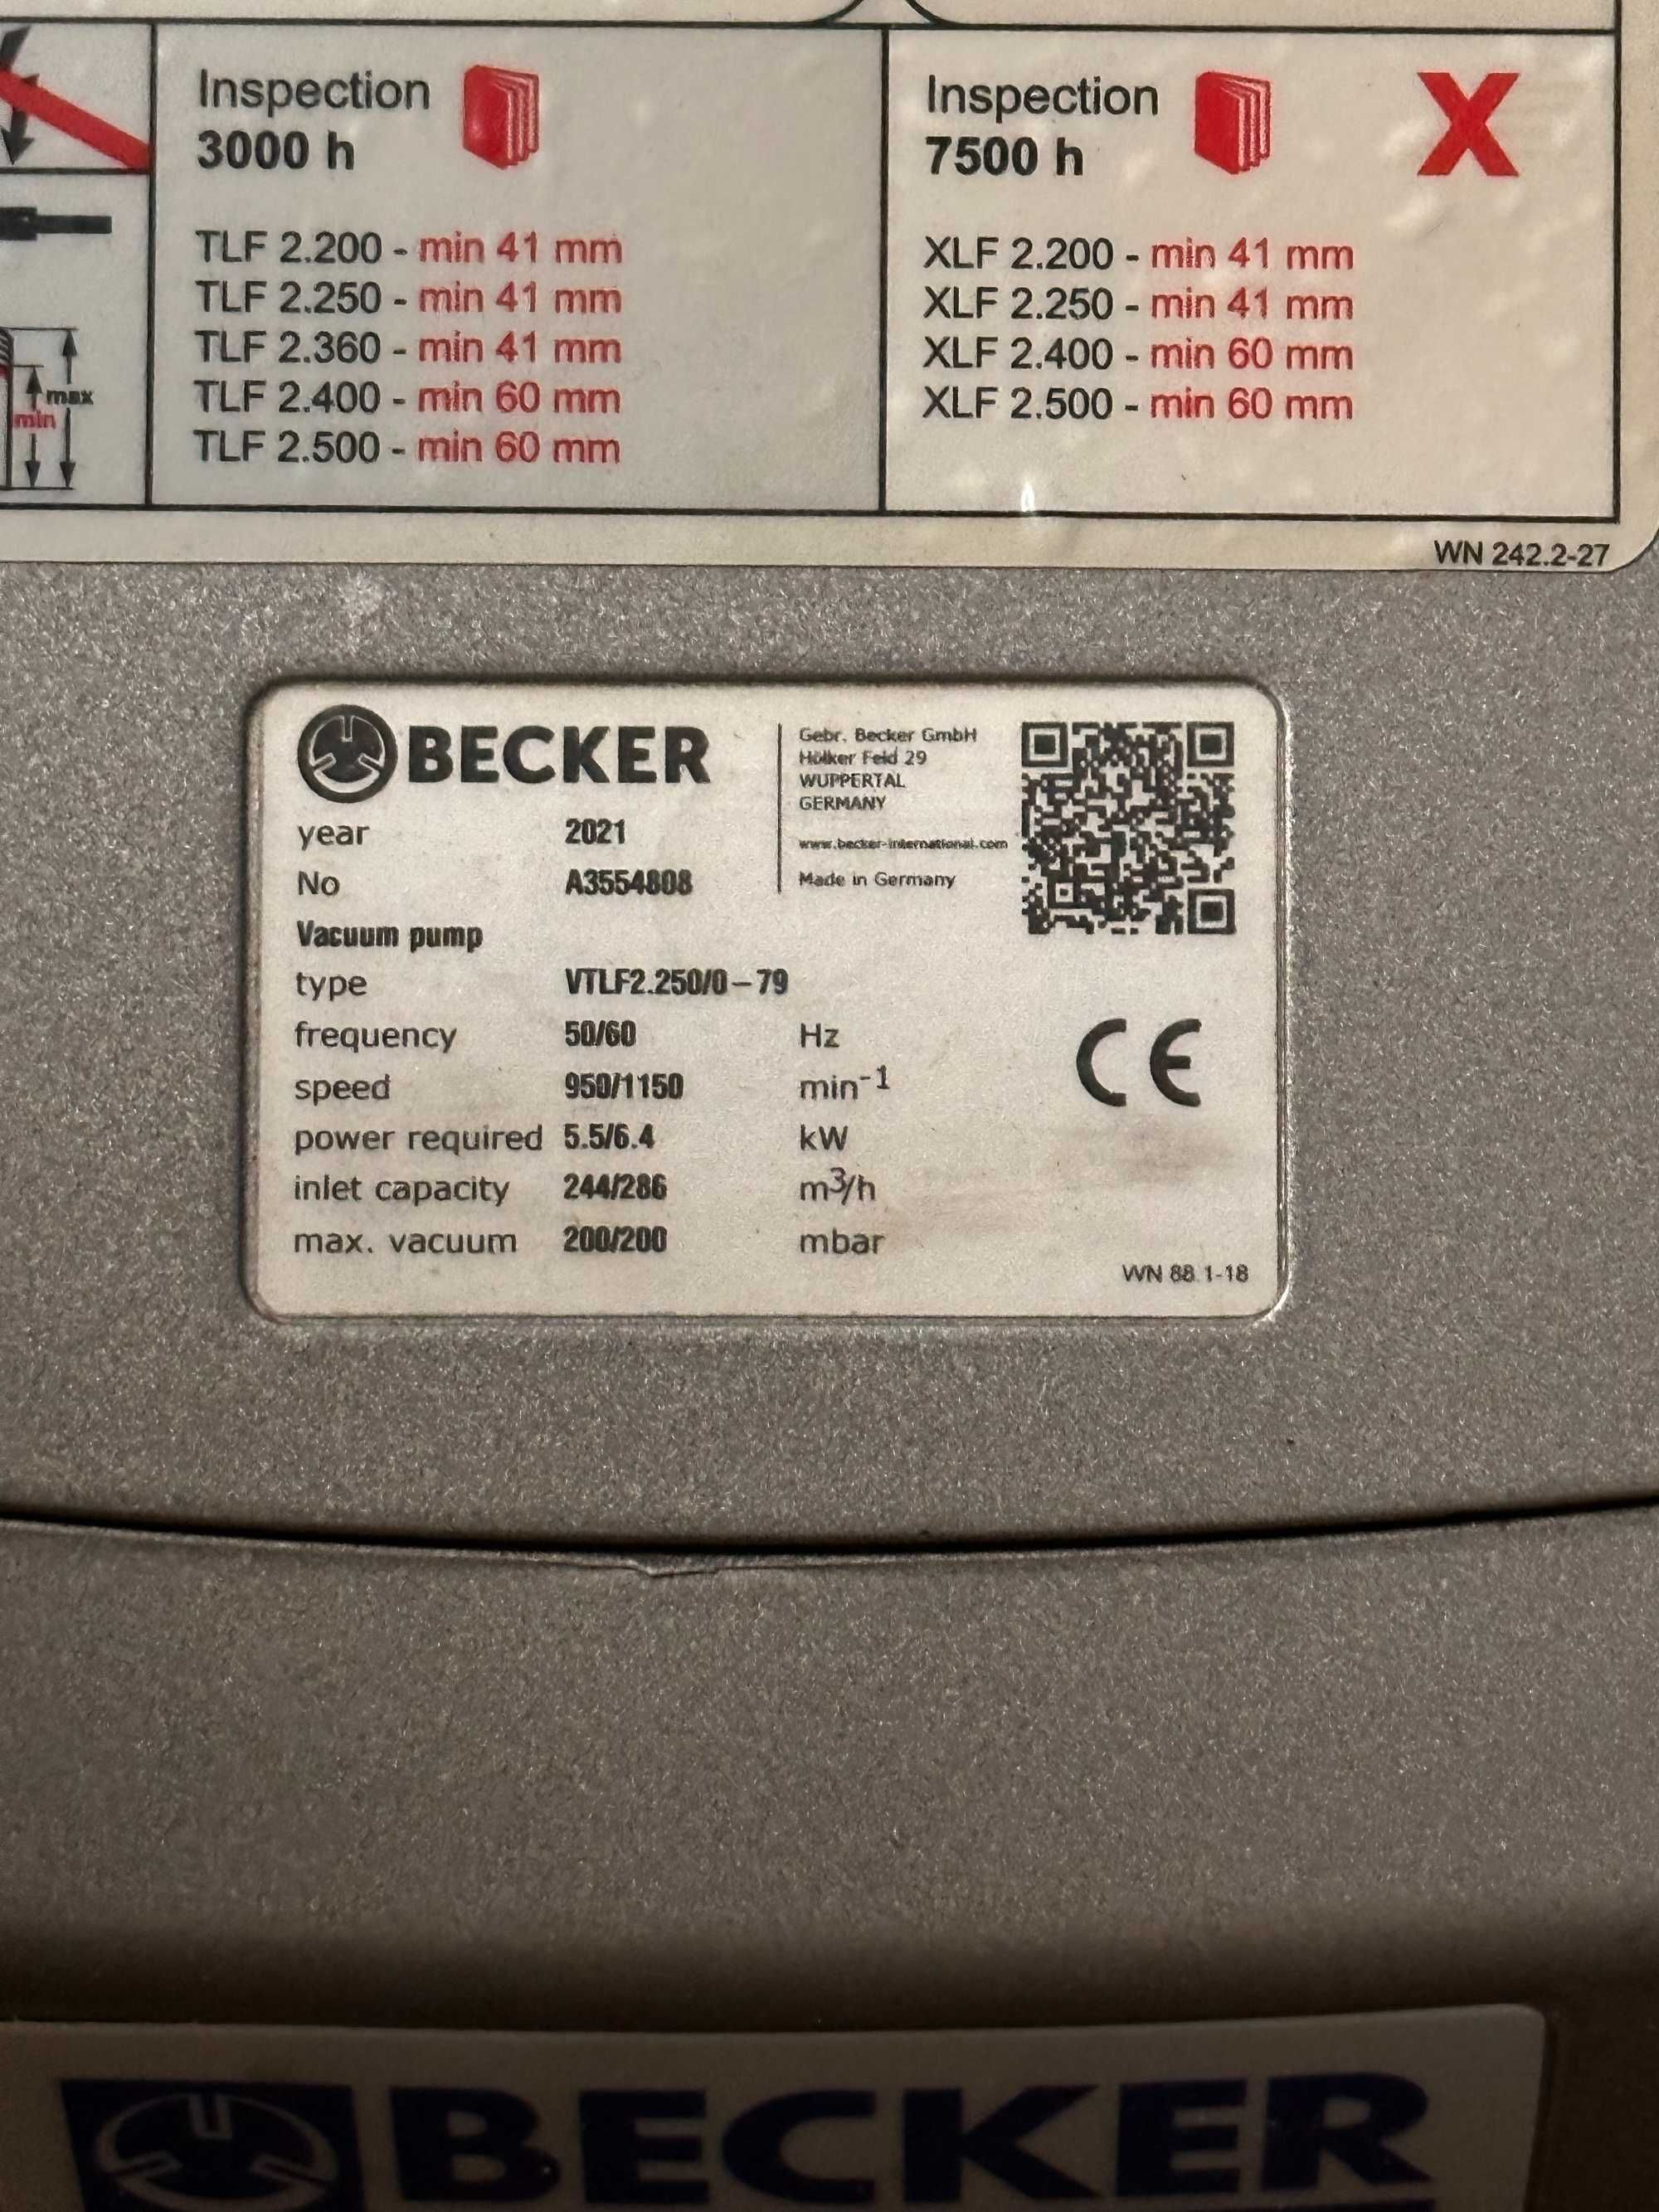 Inspection
3000 h
TLF 2.200 - min 41 mm
TLF 2.250 - min 41 mm
TLF 2.360 - min 41 mm
TLF 2.400 - min 60 mm
TLF 2.500 - min 60 mm
max
min
Inspection X
7500 h
XLF 2.200 - min 41 mm
XLF 2.250 - min 41 mm
XLF 2.400 - min 60 mm
XLF 2.500 - min 60 mm
WN 242.2-27
BECKER
Gebr. Becker GmbH
Hölker Feld 29
WUPPERTAL
GERMANY
www.becker-international.com
Made in Germany
year 2021
No A3554808
Vacuum pump
type VTLF2.250/0-79
frequency 50/60 Hz
speed 950/1150 min-1
power required 5.5/6.4 kW
inlet capacity 244/286 m3/h
max. vacuum 200/200 mbar
CE
WN 88.1-18
BECKER